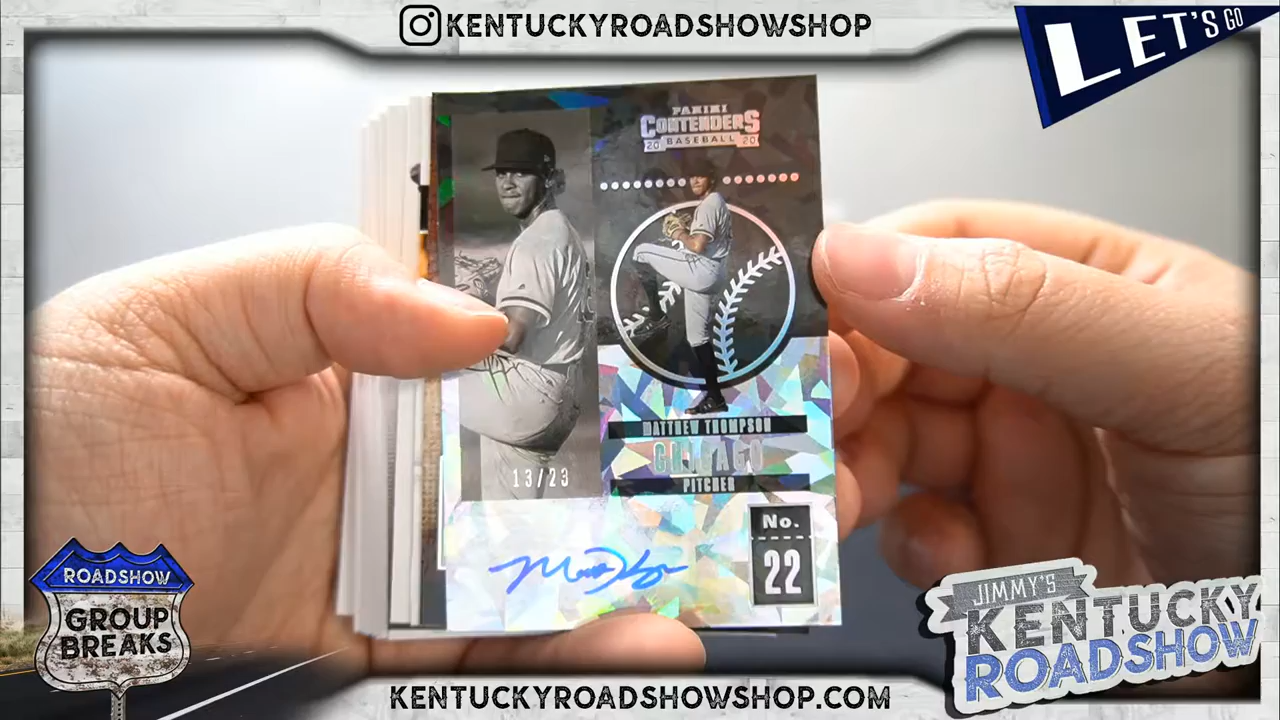 KENTUCKYROADSHOWSHOP
LET'S GO
PANINI
CONTENDERS
20 BASEBALL 20
MATTHEW THOMPSON
CHICAGO
PITCHER
13/23
No.
22
ROADSHOW
GROUP
BREAKS
JIMMY'S
KENTUCKY
ROADSHOW
KENTUCKYROADSHOWSHOP.COM